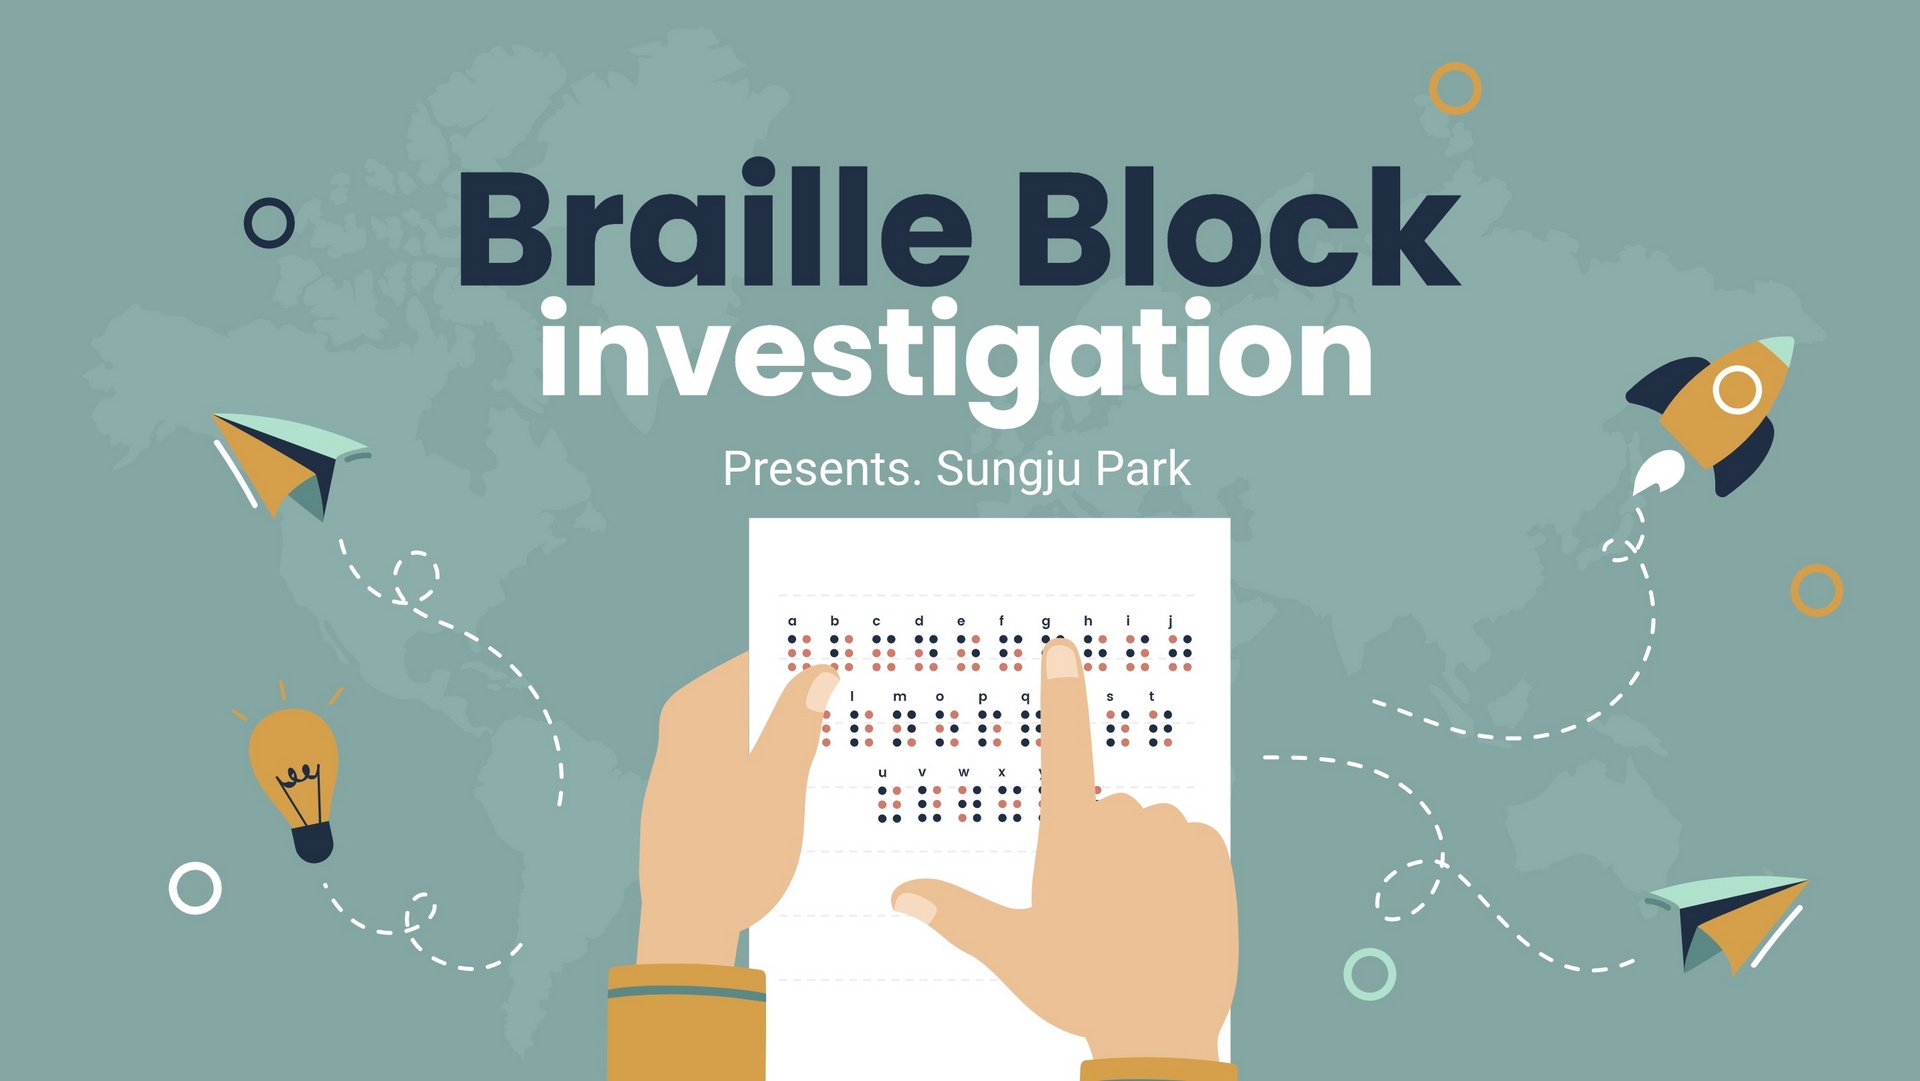 Braille Block
investigation
Presents. Sungju Park
a b c d e f g h i j
l m o p q s t
u v w x